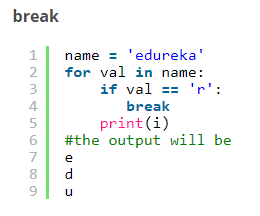 break
1 name = 'edureka'
2 for val in name:
3     if val == 'r':
4        break
5     print(i)
6 #the output will be
7 e
8 d
9 u